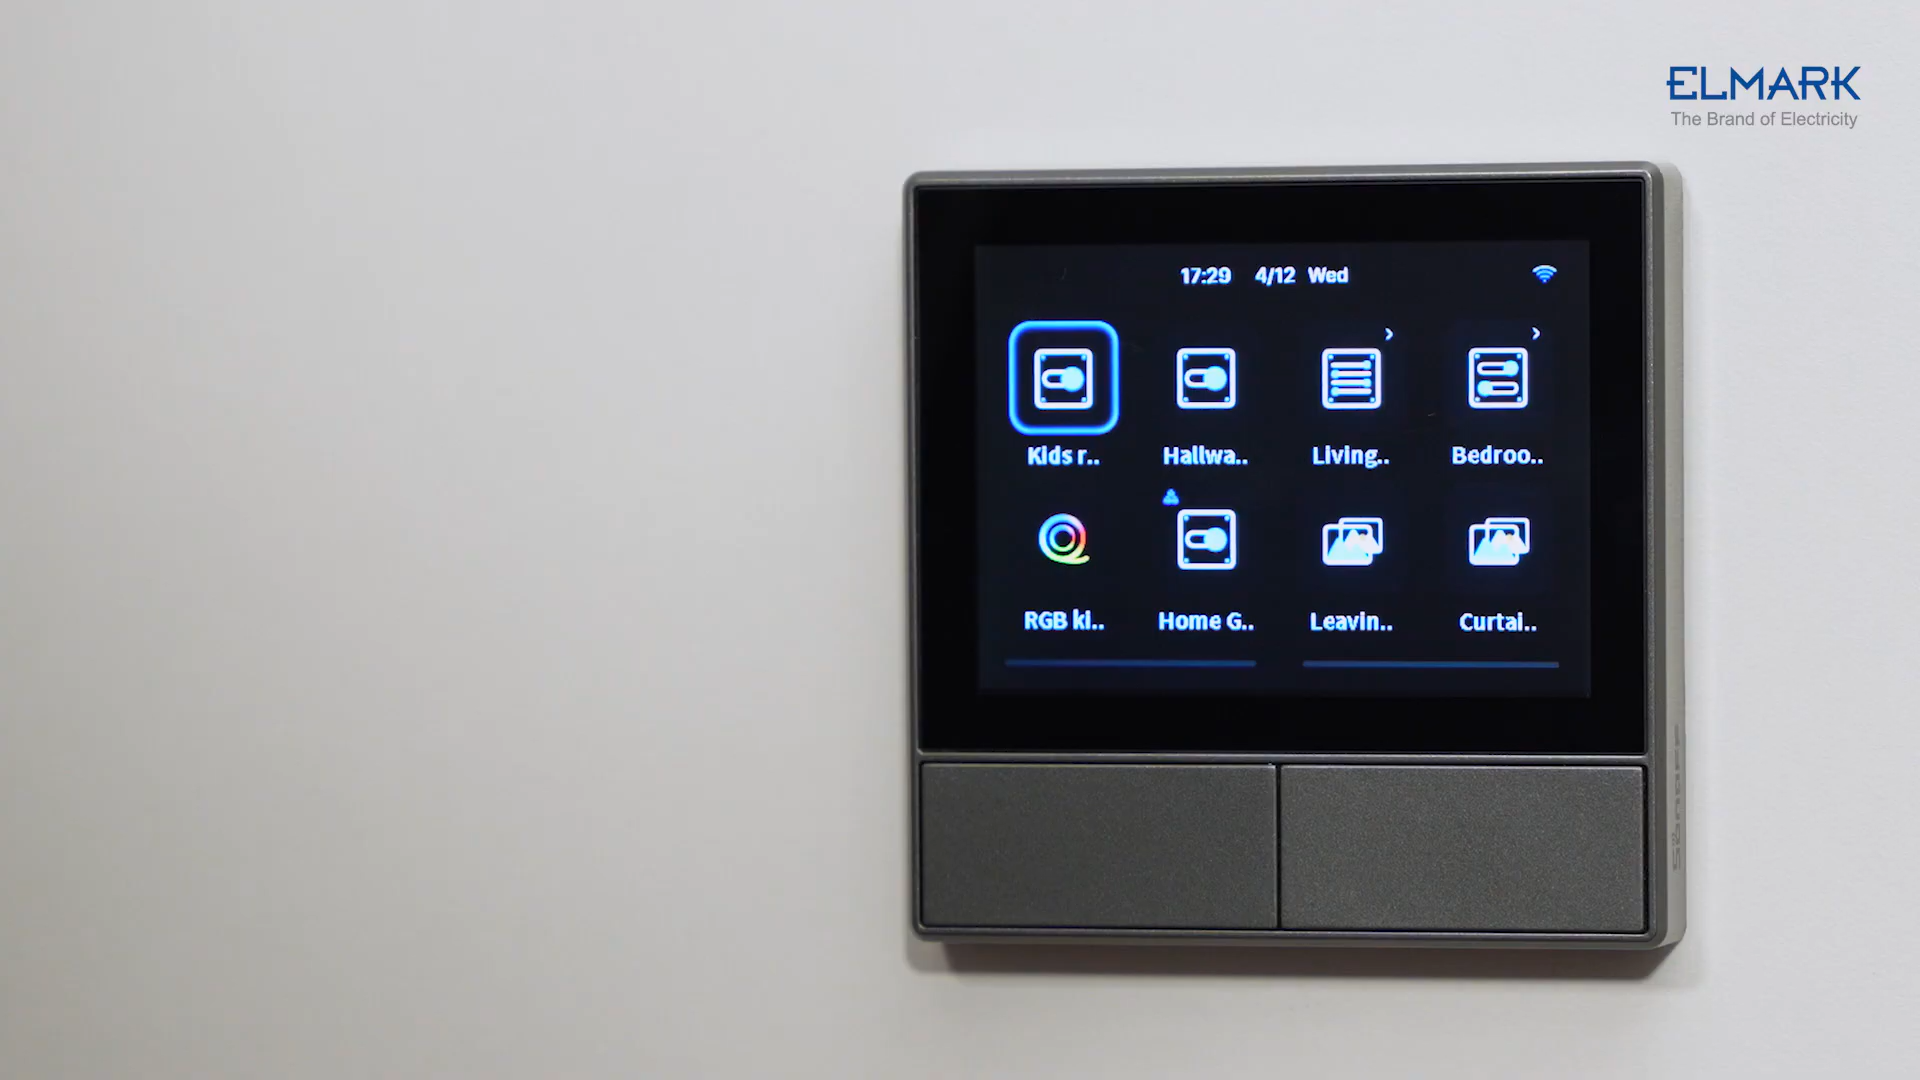 ELMARK
The Brand of Electricity
17:29 4/12 Wed
Kids r.. Hallwa.. Living.. Bedroo..
RGB ki.. Home G.. Leavin.. Curtai..
SONOFF